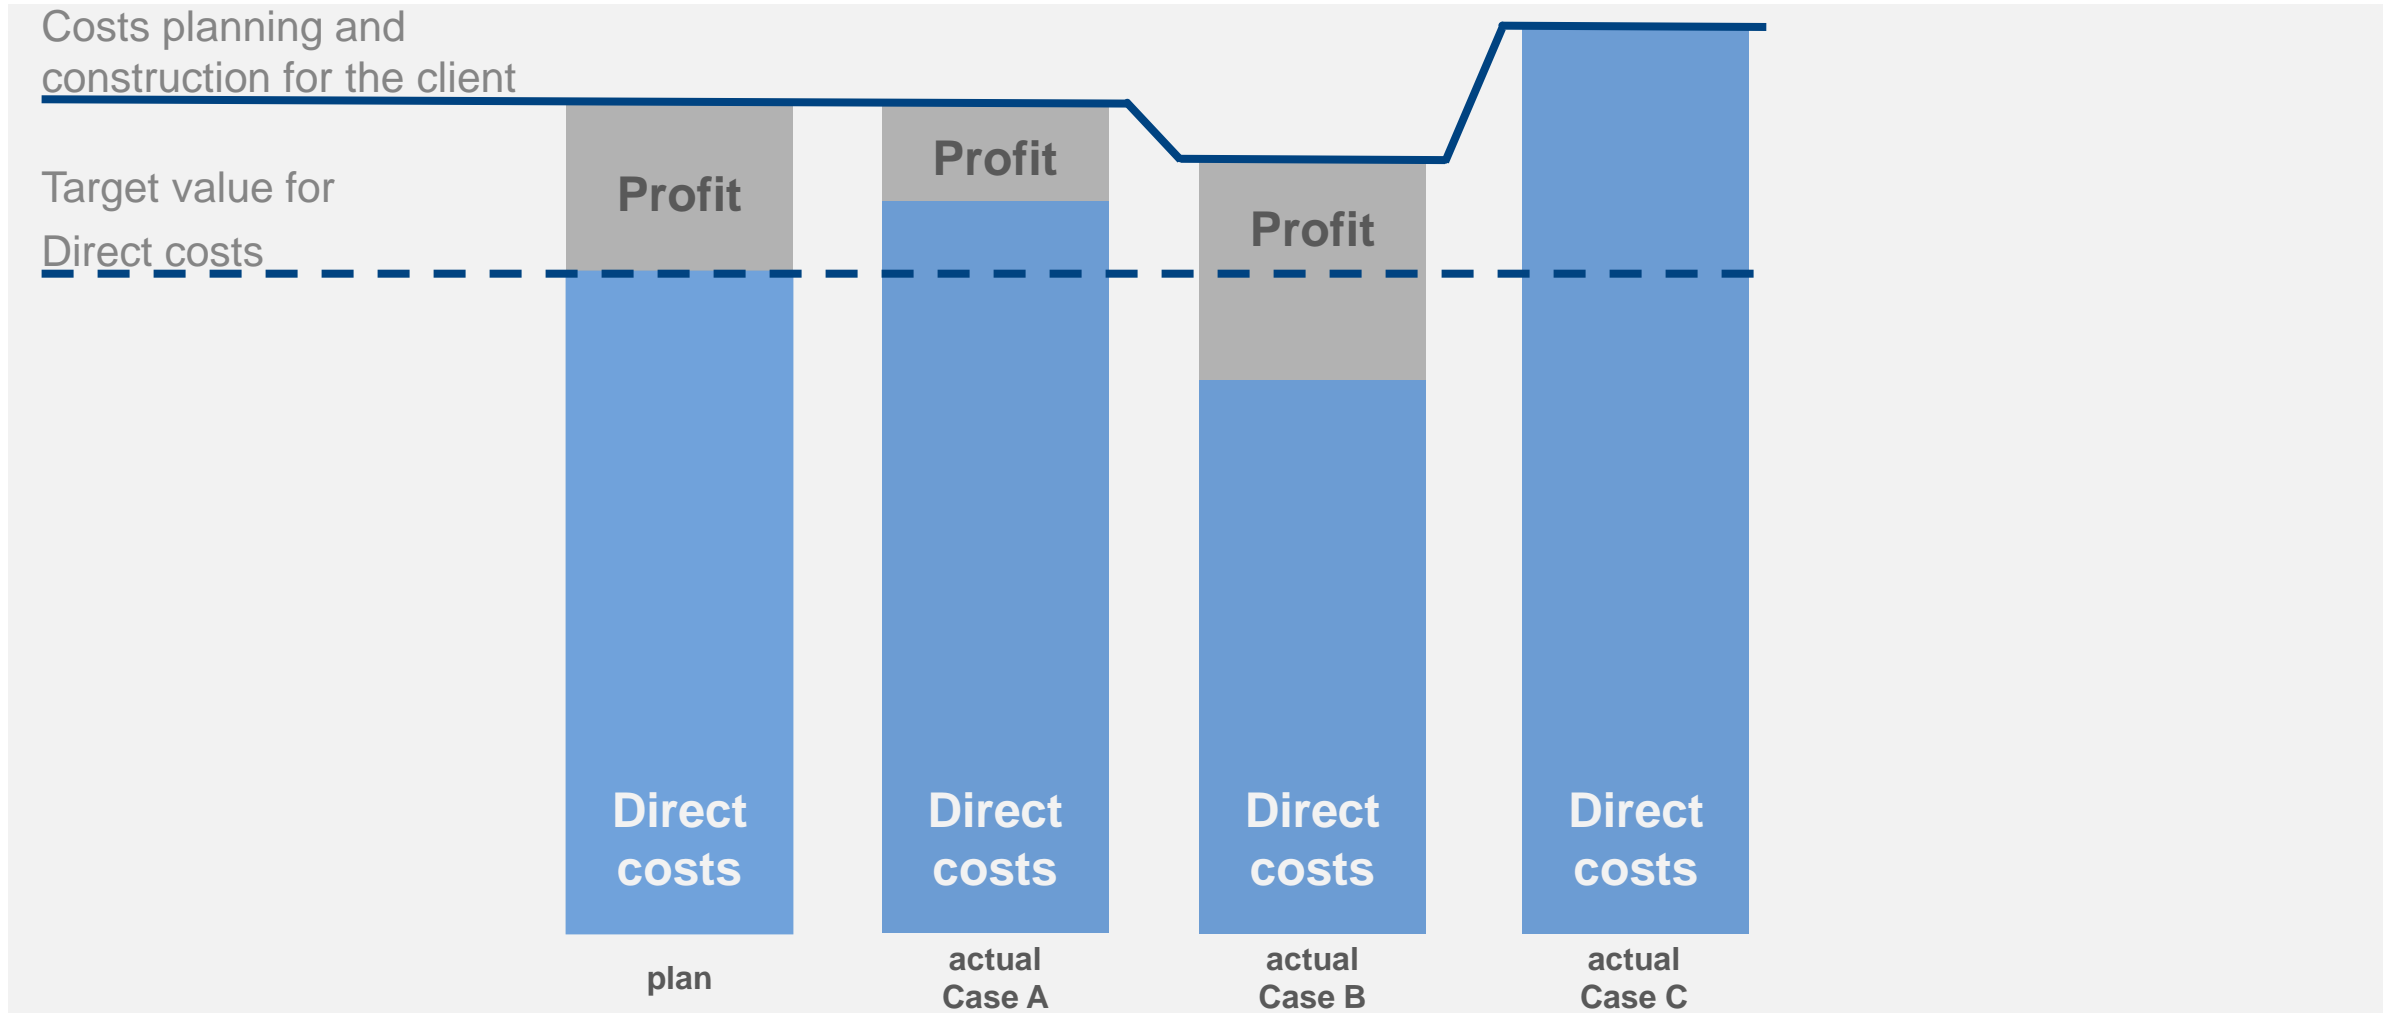 Costs planning and
construction for the client
Target value for
Direct costs
Profit
Profit
Profit
Direct
costs
Direct
costs
Direct
costs
Direct
costs
plan
actual
Case A
actual
Case B
actual
Case C